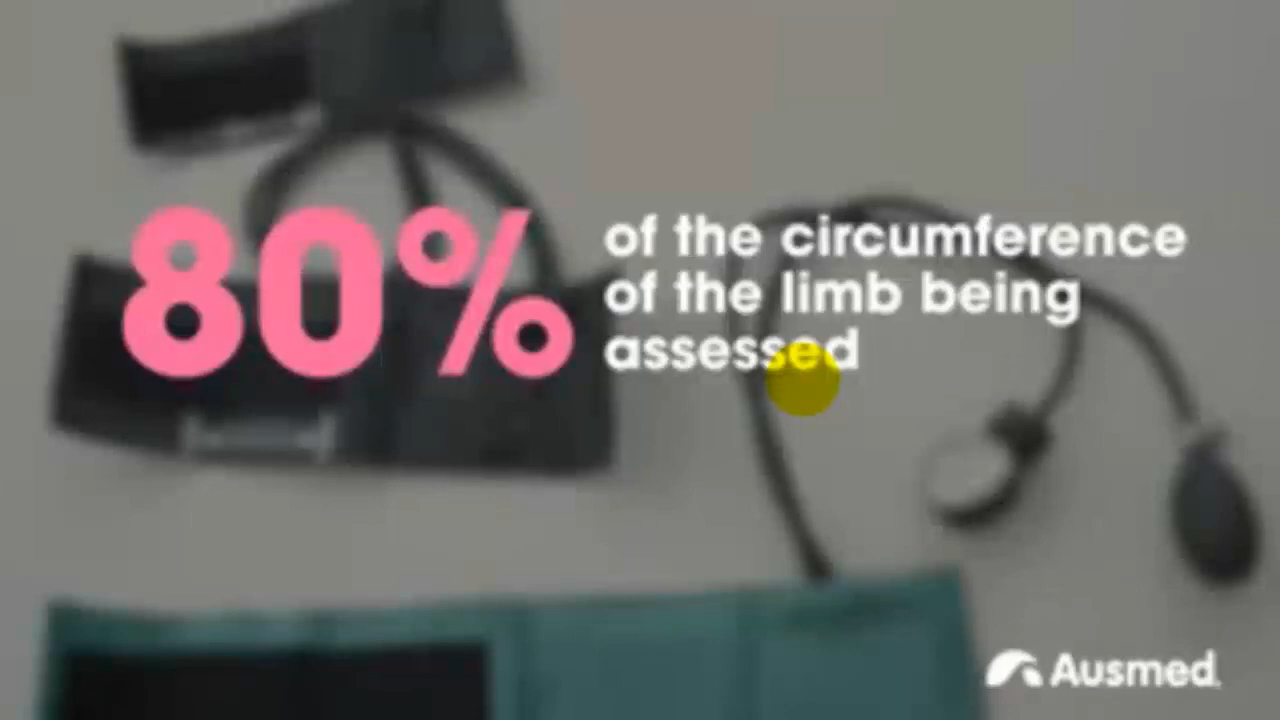 80%
of the circumference
of the limb being
assessed
Ausmed